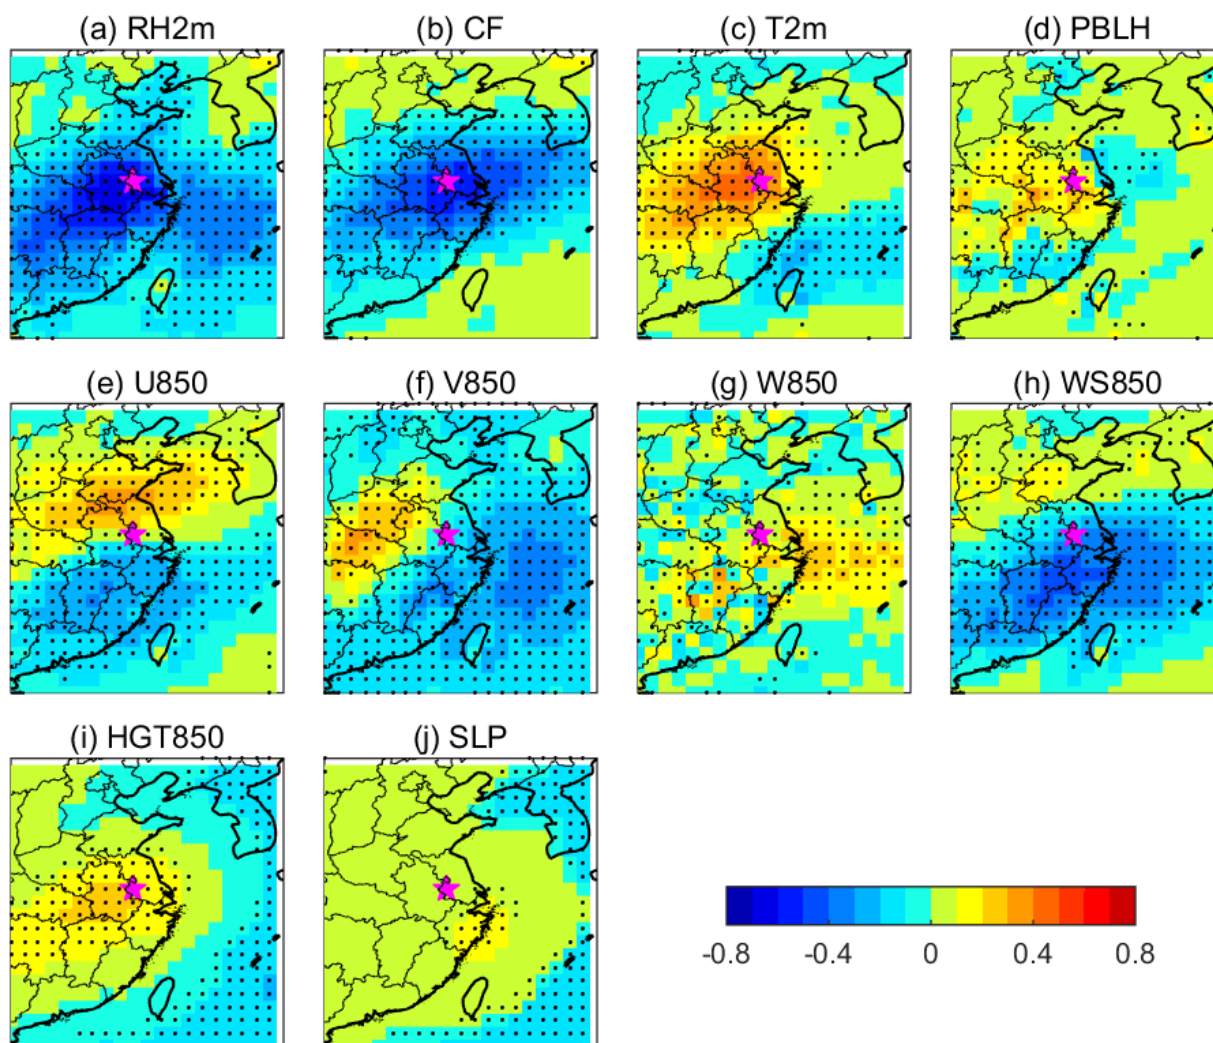 (a) RH2m
(b) CF
(c) T2m
(d) PBLH
(e) U850
(f) V850
(g) W850
(h) WS850
(i) HGT850
(j) SLP
-0.8 -0.4 0 0.4 0.8